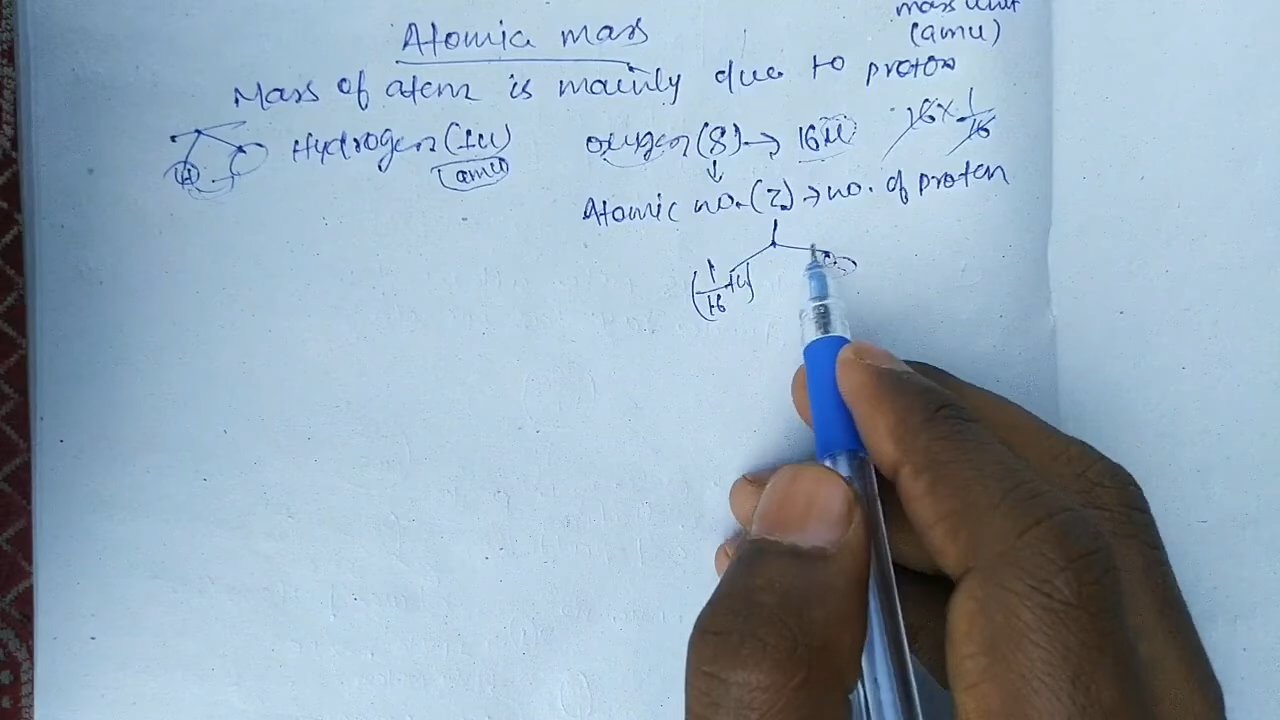 Atomic mass
mass unit
(amu)
Mass of atom is mainly due to proton
Hydrogen (1u)
(amu)
oxygen (8) → 16u
16 × 1/16
Atomic no. (Z) → no. of proton
(1/16